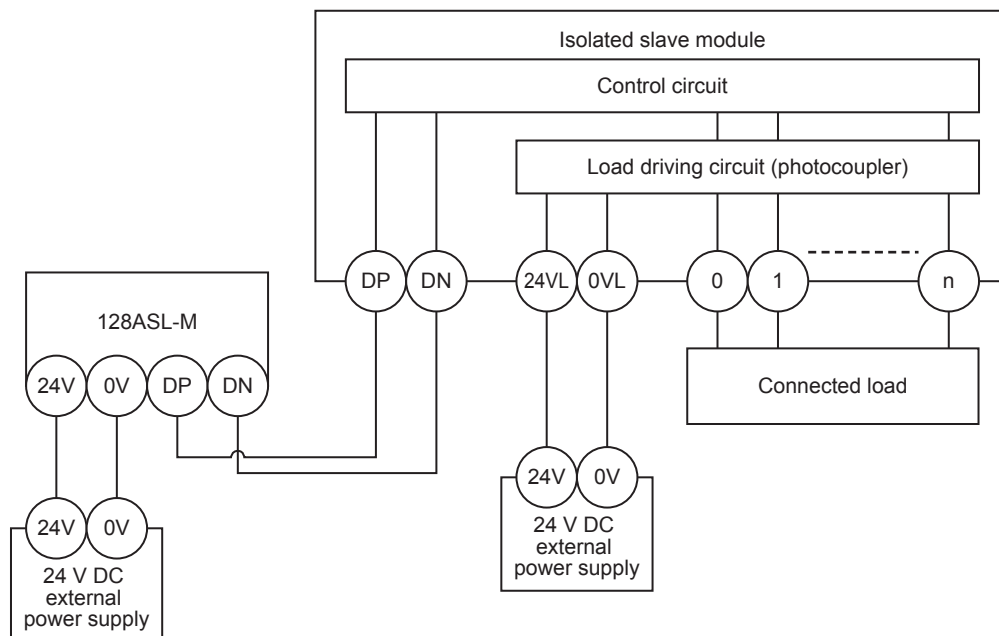 Isolated slave module
Control circuit
Load driving circuit (photocoupler)
DP DN 24VL 0VL 0 1 n
128ASL-M
24V 0V DP DN
Connected load
24V 0V
24 V DC
external
power supply
24V 0V
24 V DC
external
power supply